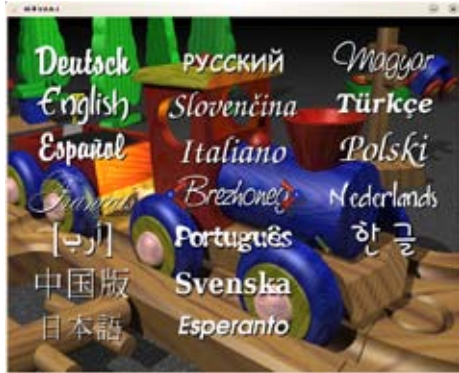 Deutsch
English
Español
Français
[أرب]
中国版
日本語
РУССКИЙ
Slovenčina
Italiano
Brezhoneg
Português
Svenska
Esperanto
Magyar
Türkçe
Polski
Nederlands
한글